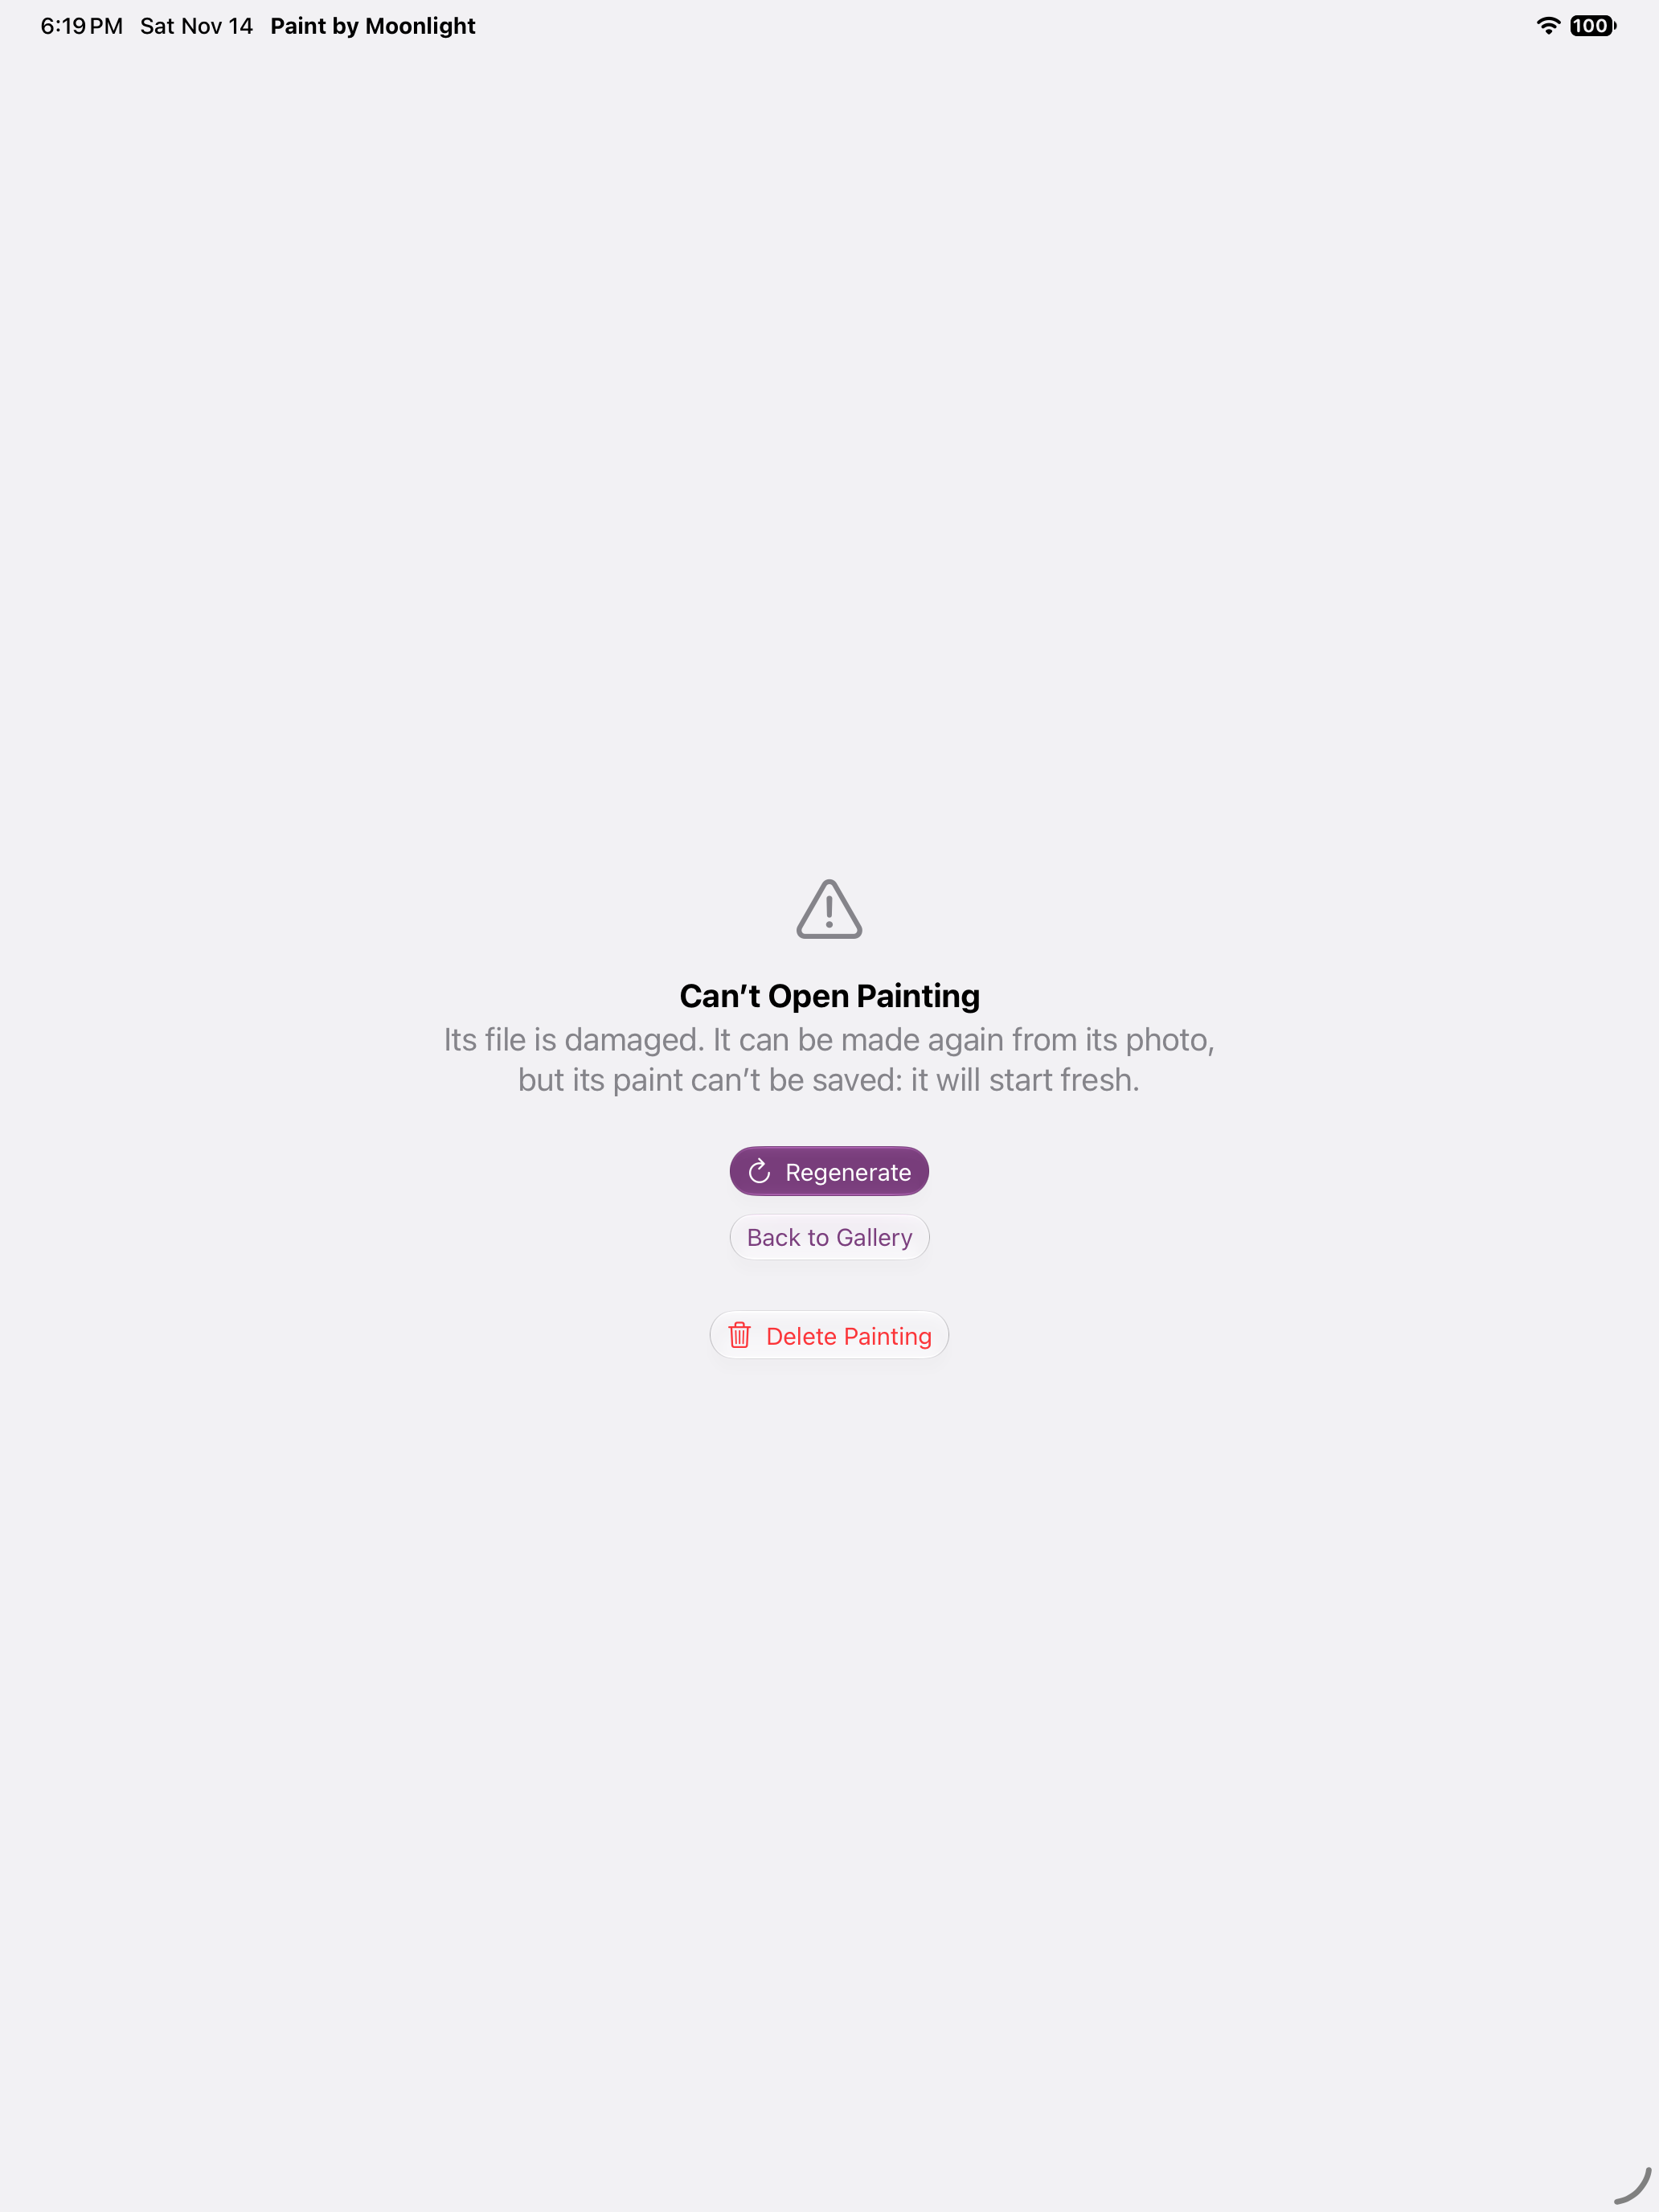 6:19 PM Sat Nov 14 Paint by Moonlight
100
Can’t Open Painting
Its file is damaged. It can be made again from its photo,
but its paint can’t be saved: it will start fresh.
Regenerate
Back to Gallery
Delete Painting